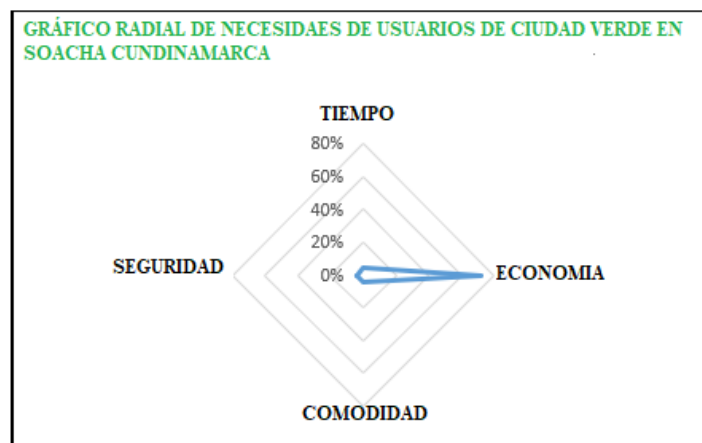 GRÁFICO RADIAL DE NECESIDAES DE USUARIOS DE CIUDAD VERDE EN
SOACHA CUNDINAMARCA
TIEMPO
80%
60%
40%
20%
0%
SEGURIDAD
ECONOMIA
COMODIDAD